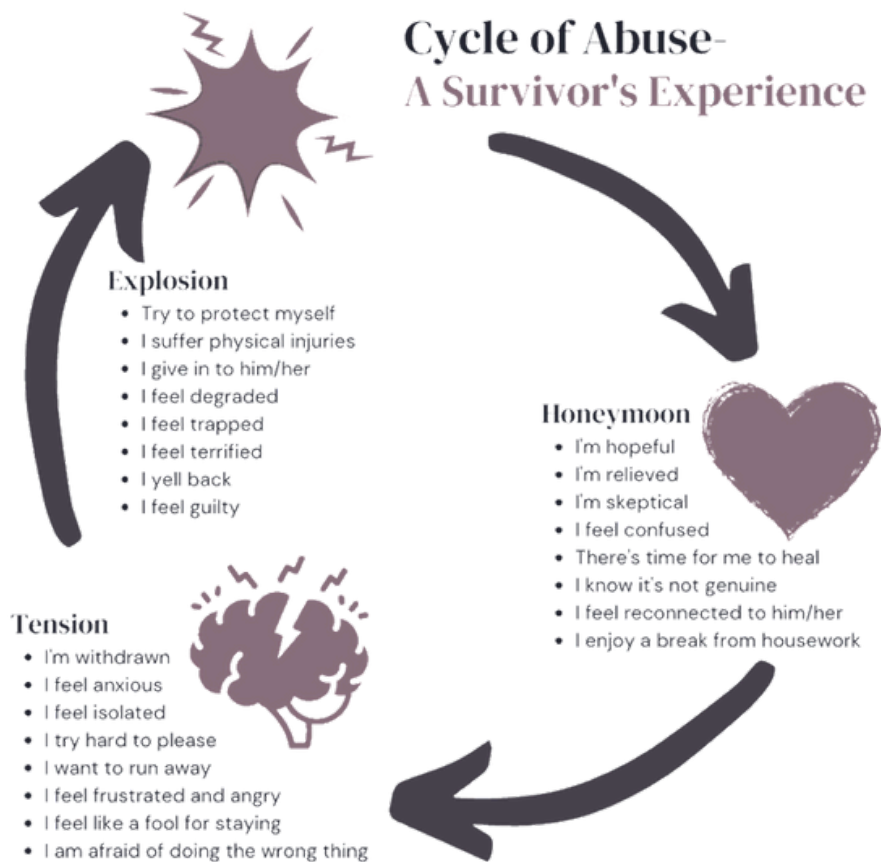 Cycle of Abuse-
A Survivor's Experience
Explosion
• Try to protect myself
• I suffer physical injuries
• I give in to him/her
• I feel degraded
• I feel trapped
• I feel terrified
• I yell back
• I feel guilty
Honeymoon
• I'm hopeful
• I'm relieved
• I'm skeptical
• I feel confused
• There's time for me to heal
• I know it's not genuine
• I feel reconnected to him/her
• I enjoy a break from housework
Tension
• I'm withdrawn
• I feel anxious
• I feel isolated
• I try hard to please
• I want to run away
• I feel frustrated and angry
• I feel like a fool for staying
• I am afraid of doing the wrong thing